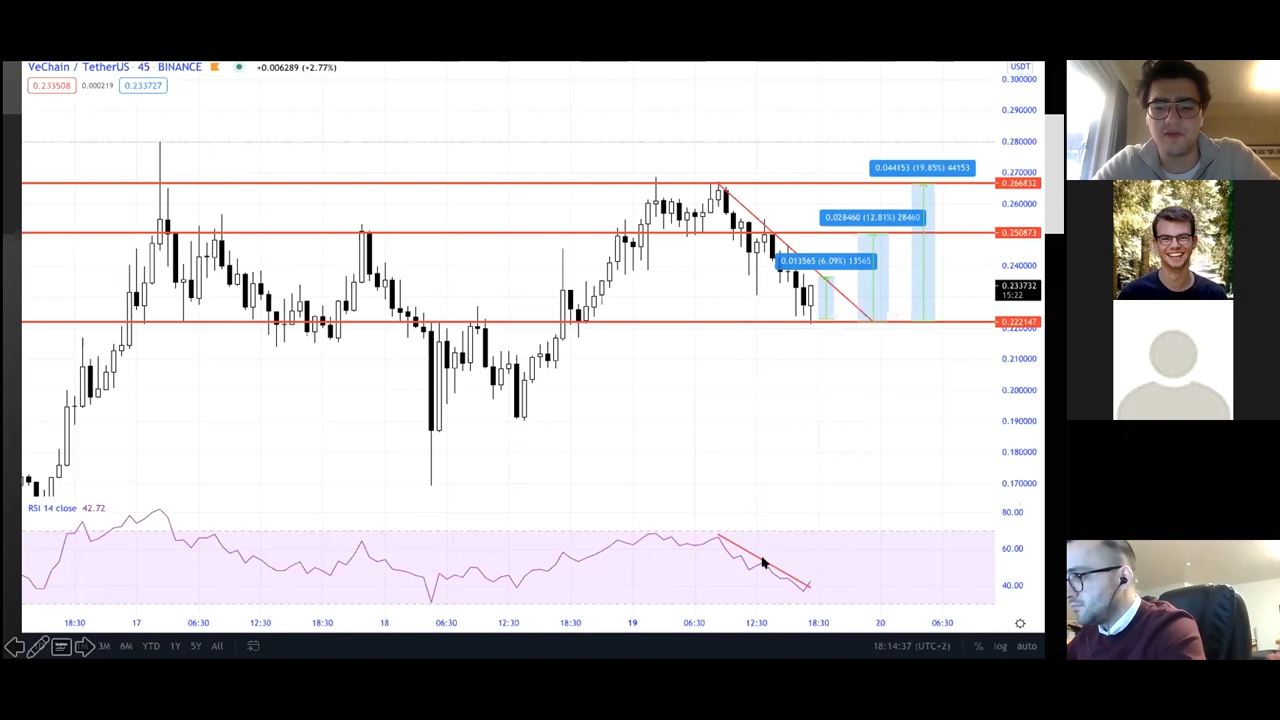 VeChain / TetherUS · 45 BINANCE +0.006289 (+2.77%)
USDT
0.233508 0.000219 0.233727
0.300000
0.290000
0.280000
0.270000
0.044153 (19.85%) 44153
0.266832
0.260000
0.028460 (12.81%) 28460
0.250873
0.013565 (6.09%) 13565
0.240000
0.233732
15:22
0.222147
0.210000
0.200000
0.190000
0.180000
0.170000
RSI 14 close 42.72
80.00
60.00
40.00
18:30 17 06:30 12:30 18:30 18 06:30 12:30 18:30 19 06:30 12:30 18:30 20 06:30
3M 6M YTD 1Y 5Y All
18:14:37 (UTC+2) % log auto